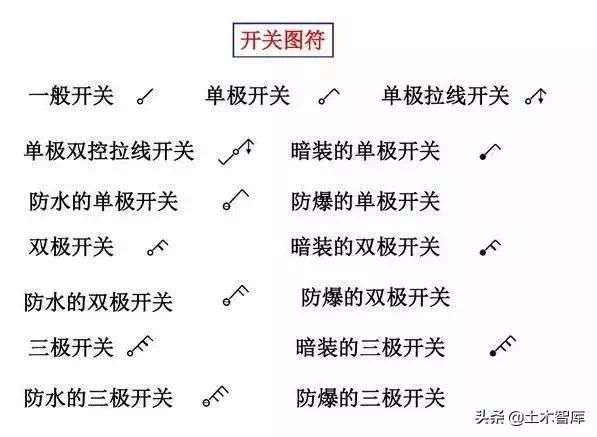 开关图符
一般开关 单极开关 单极拉线开关
单极双控拉线开关 暗装的单极开关
防水的单极开关 防爆的单极开关
双极开关 暗装的双极开关
防水的双极开关 防爆的双极开关
三极开关 暗装的三极开关
防水的三极开关 防爆的三极开关
头条 @土木智库